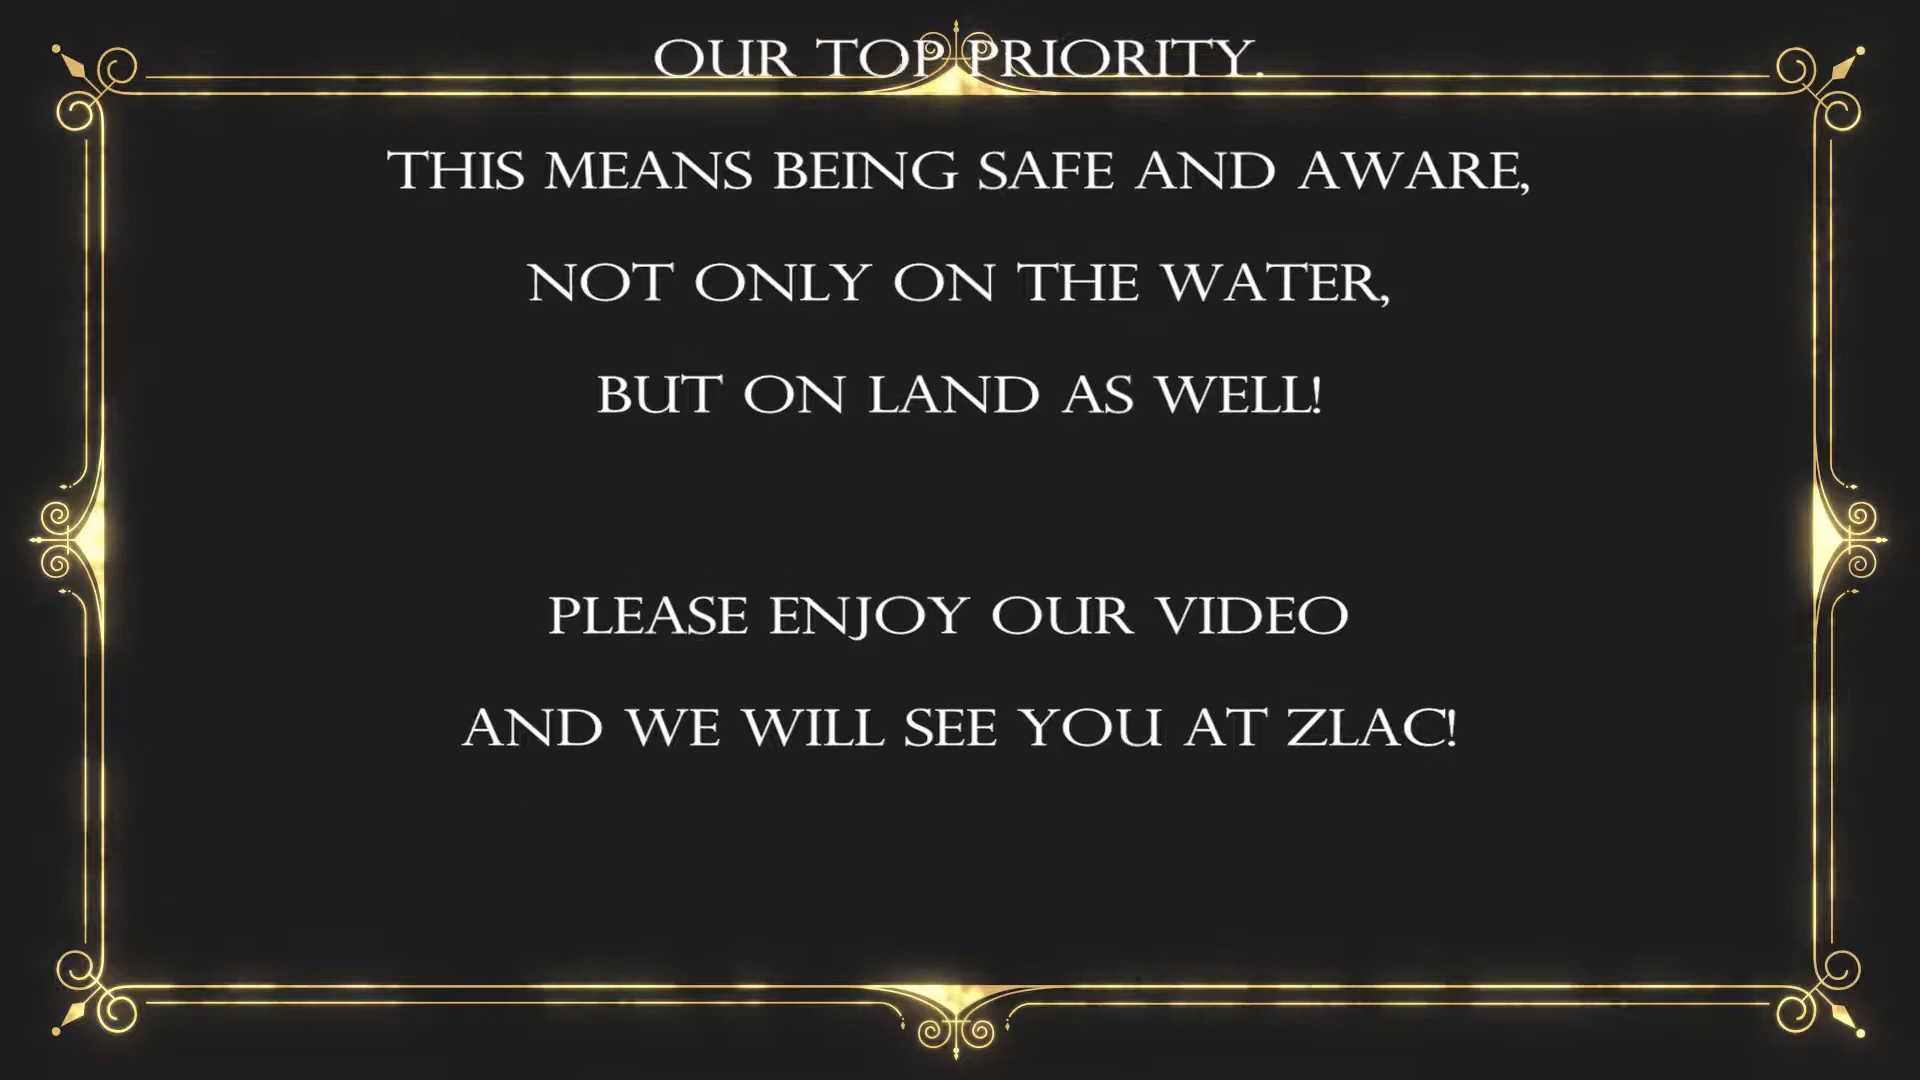 OUR TOP PRIORITY.
THIS MEANS BEING SAFE AND AWARE,
NOT ONLY ON THE WATER,
BUT ON LAND AS WELL!
PLEASE ENJOY OUR VIDEO
AND WE WILL SEE YOU AT ZLAC!